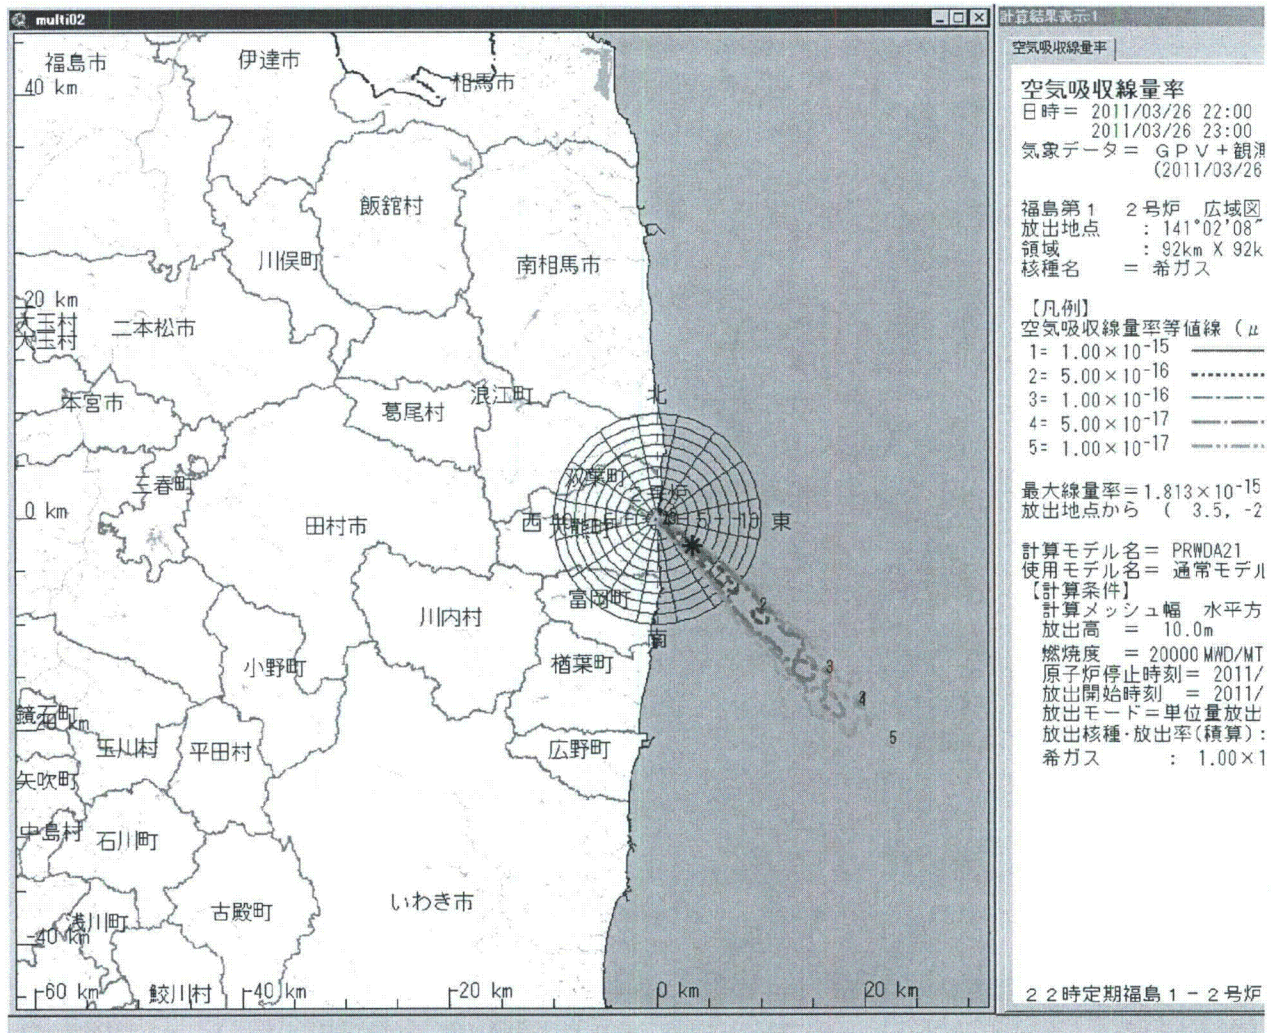 multi02
福島市
伊達市
相馬市
40 km
飯舘村
川俣町
南相馬市
20 km
大玉村
大玉村
二本松市
本宮市
浪江町
葛尾村
北
三春町
双葉町
0 km
田村市
西
東
富岡町
川内村
南
小野町
楢葉町
鏡石町
-20 km
玉川村
平田村
広野町
矢吹町
中島村
石川町
いわき市
浅川町
古殿町
-40 km
-60 km
鮫川村
-40 km
-20 km
0 km
20 km
3
5
計算結果表示:1
空気吸収線量率
空気吸収線量率
日時= 2011/03/26 22:00
2011/03/26 23:00
気象データ= GPV+観測
(2011/03/26
福島第1 2号炉 広域図
放出地点 : 141°02'08"
領域 : 92km X 92k
核種名 = 希ガス
【凡例】
空気吸収線量率等値線 (μ
1= 1.00×10-15
2= 5.00×10-16
3= 1.00×10-16
4= 5.00×10-17
5= 1.00×10-17
最大線量率=1.813×10-15
放出地点から ( 3.5, -2
計算モデル名= PRWDA21
使用モデル名= 通常モデル
【計算条件】
計算メッシュ幅 水平方
放出高 = 10.0m
燃焼度 = 20000MWD/MT
原子炉停止時刻= 2011/
放出開始時刻 = 2011/
放出モード=単位量放出
放出核種・放出率(積算):
希ガス : 1.00×1
22時定期福島1-2号炉